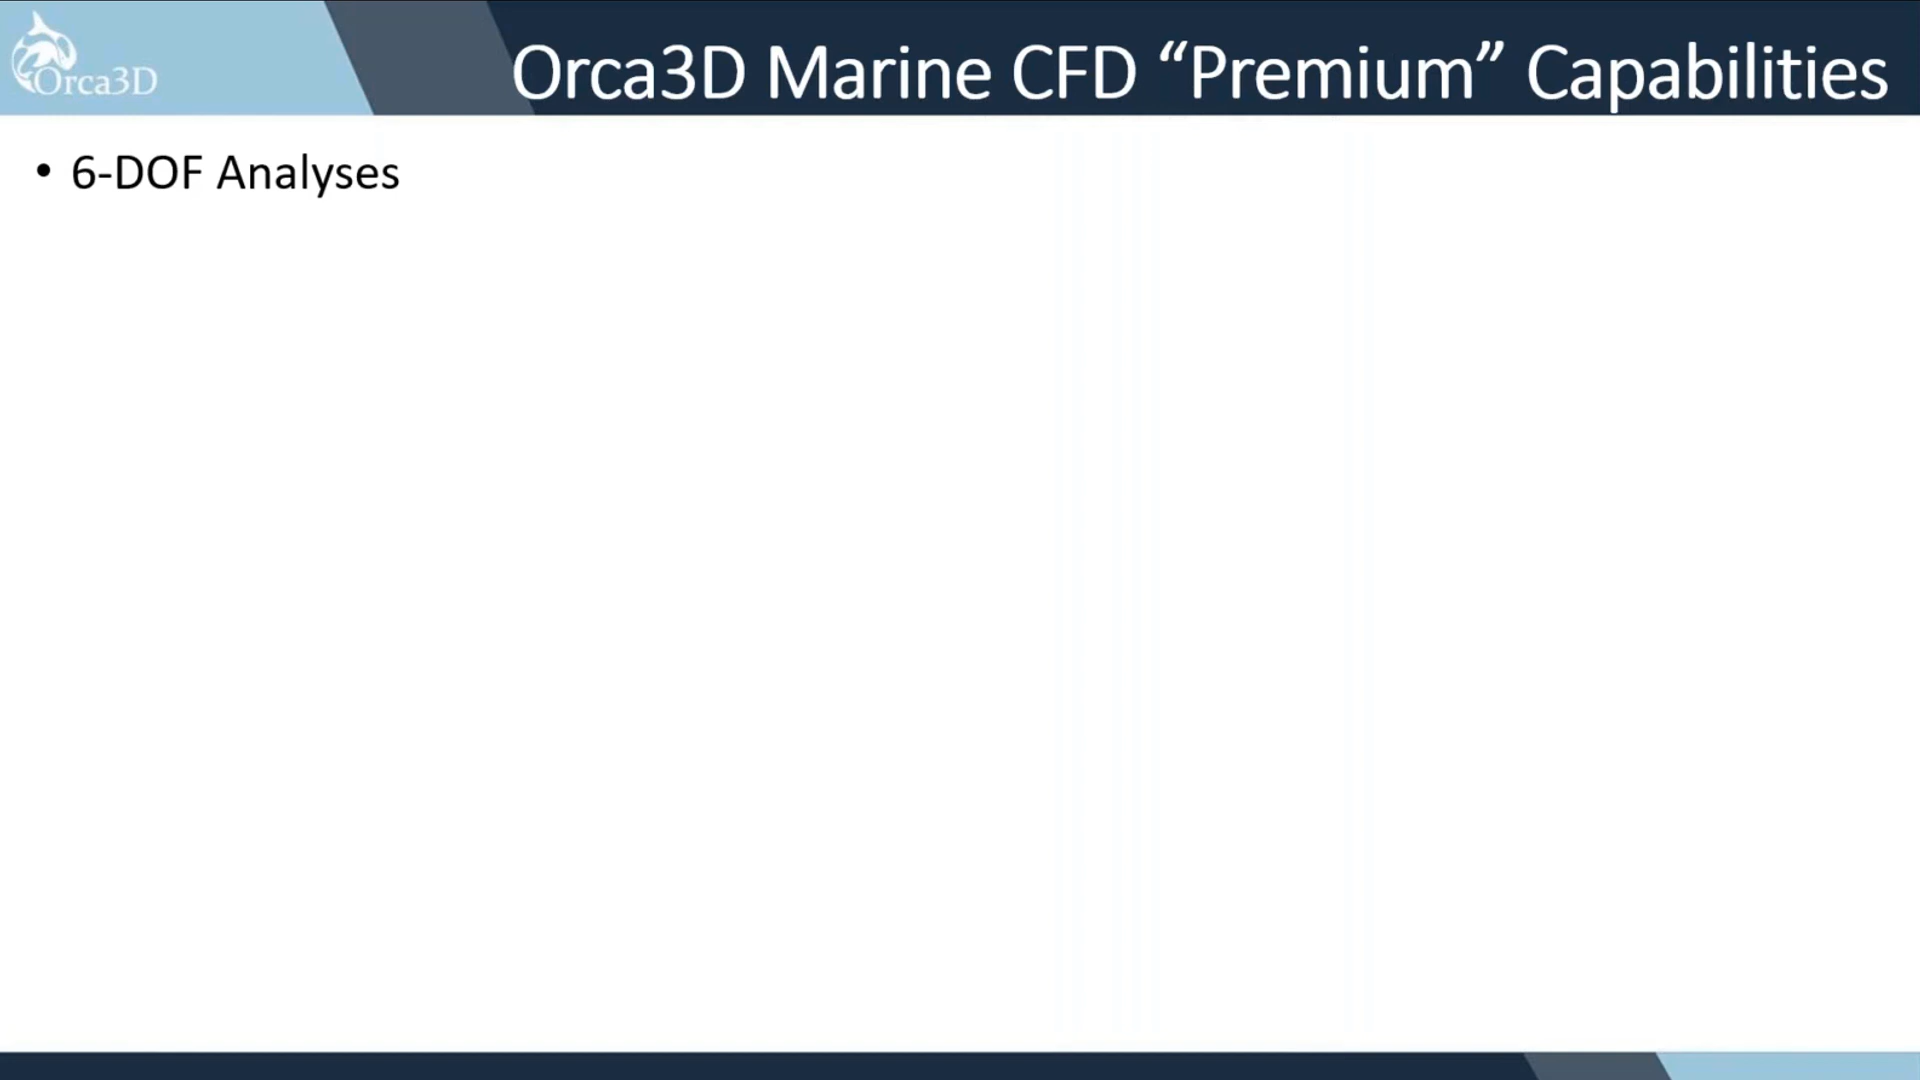 Orca3D
Orca3D Marine CFD “Premium” Capabilities
• 6-DOF Analyses